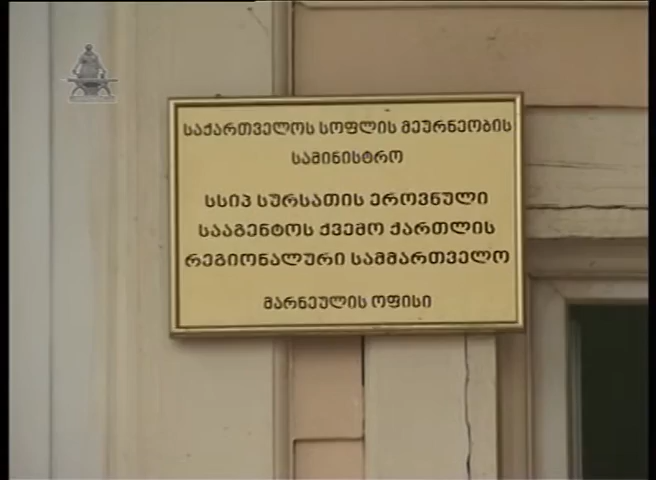 საქართველოს სოფლის მეურნეობის
სამინისტრო
სსიპ სურსათის ეროვნული
სააგენტოს ქვემო ქართლის
რეგიონალური სამმართველო
მარნეულის ოფისი